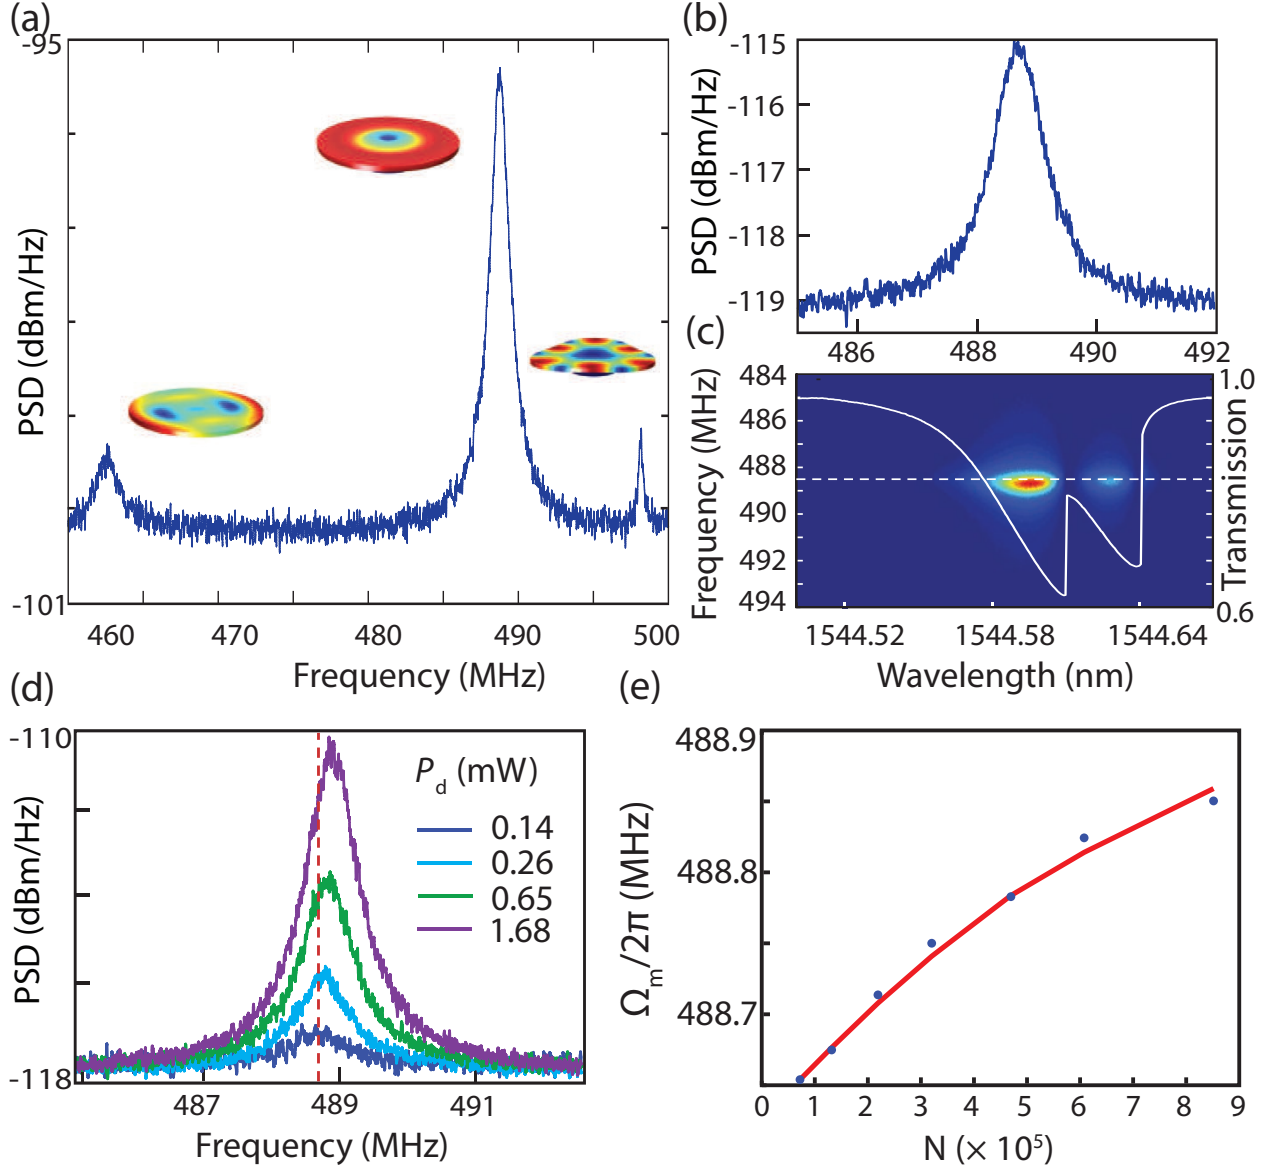 (a)
-95
PSD (dBm/Hz)
-101
460 470 480 490 500
Frequency (MHz)
(b)
-115
-116
-117
-118
-119
PSD (dBm/Hz)
486 488 490 492
(c)
484
486
488
490
492
494
Frequency (MHz)
1.0
Transmission
0.6
1544.52 1544.58 1544.64
Wavelength (nm)
(d)
-110
PSD (dBm/Hz)
-118
Pd (mW)
0.14
0.26
0.65
1.68
487 489 491
Frequency (MHz)
(e)
488.9
488.8
488.7
Ωm/2π (MHz)
0 1 2 3 4 5 6 7 8 9
N (× 10⁵)